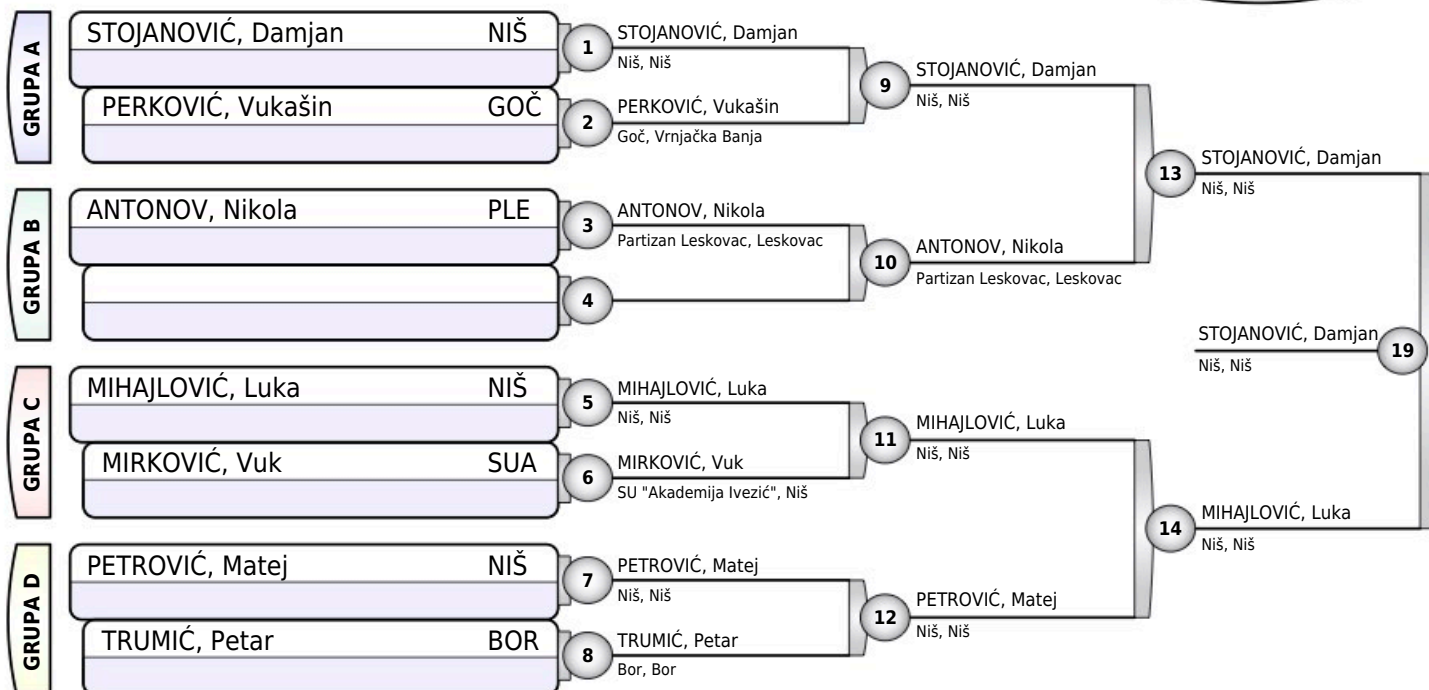 GRUPA A
STOJANOVIĆ, Damjan NIŠ
1
STOJANOVIĆ, Damjan
Niš, Niš
PERKOVIĆ, Vukašin GOČ
2
PERKOVIĆ, Vukašin
Goč, Vrnjačka Banja
9
STOJANOVIĆ, Damjan
Niš, Niš
GRUPA B
ANTONOV, Nikola PLE
3
ANTONOV, Nikola
Partizan Leskovac, Leskovac
4
10
ANTONOV, Nikola
Partizan Leskovac, Leskovac
13
STOJANOVIĆ, Damjan
Niš, Niš
GRUPA C
MIHAJLOVIĆ, Luka NIŠ
5
MIHAJLOVIĆ, Luka
Niš, Niš
MIRKOVIĆ, Vuk SUA
6
MIRKOVIĆ, Vuk
SU "Akademija Ivezić", Niš
11
MIHAJLOVIĆ, Luka
Niš, Niš
GRUPA D
PETROVIĆ, Matej NIŠ
7
PETROVIĆ, Matej
Niš, Niš
TRUMIĆ, Petar BOR
8
TRUMIĆ, Petar
Bor, Bor
12
PETROVIĆ, Matej
Niš, Niš
14
MIHAJLOVIĆ, Luka
Niš, Niš
STOJANOVIĆ, Damjan
Niš, Niš
19